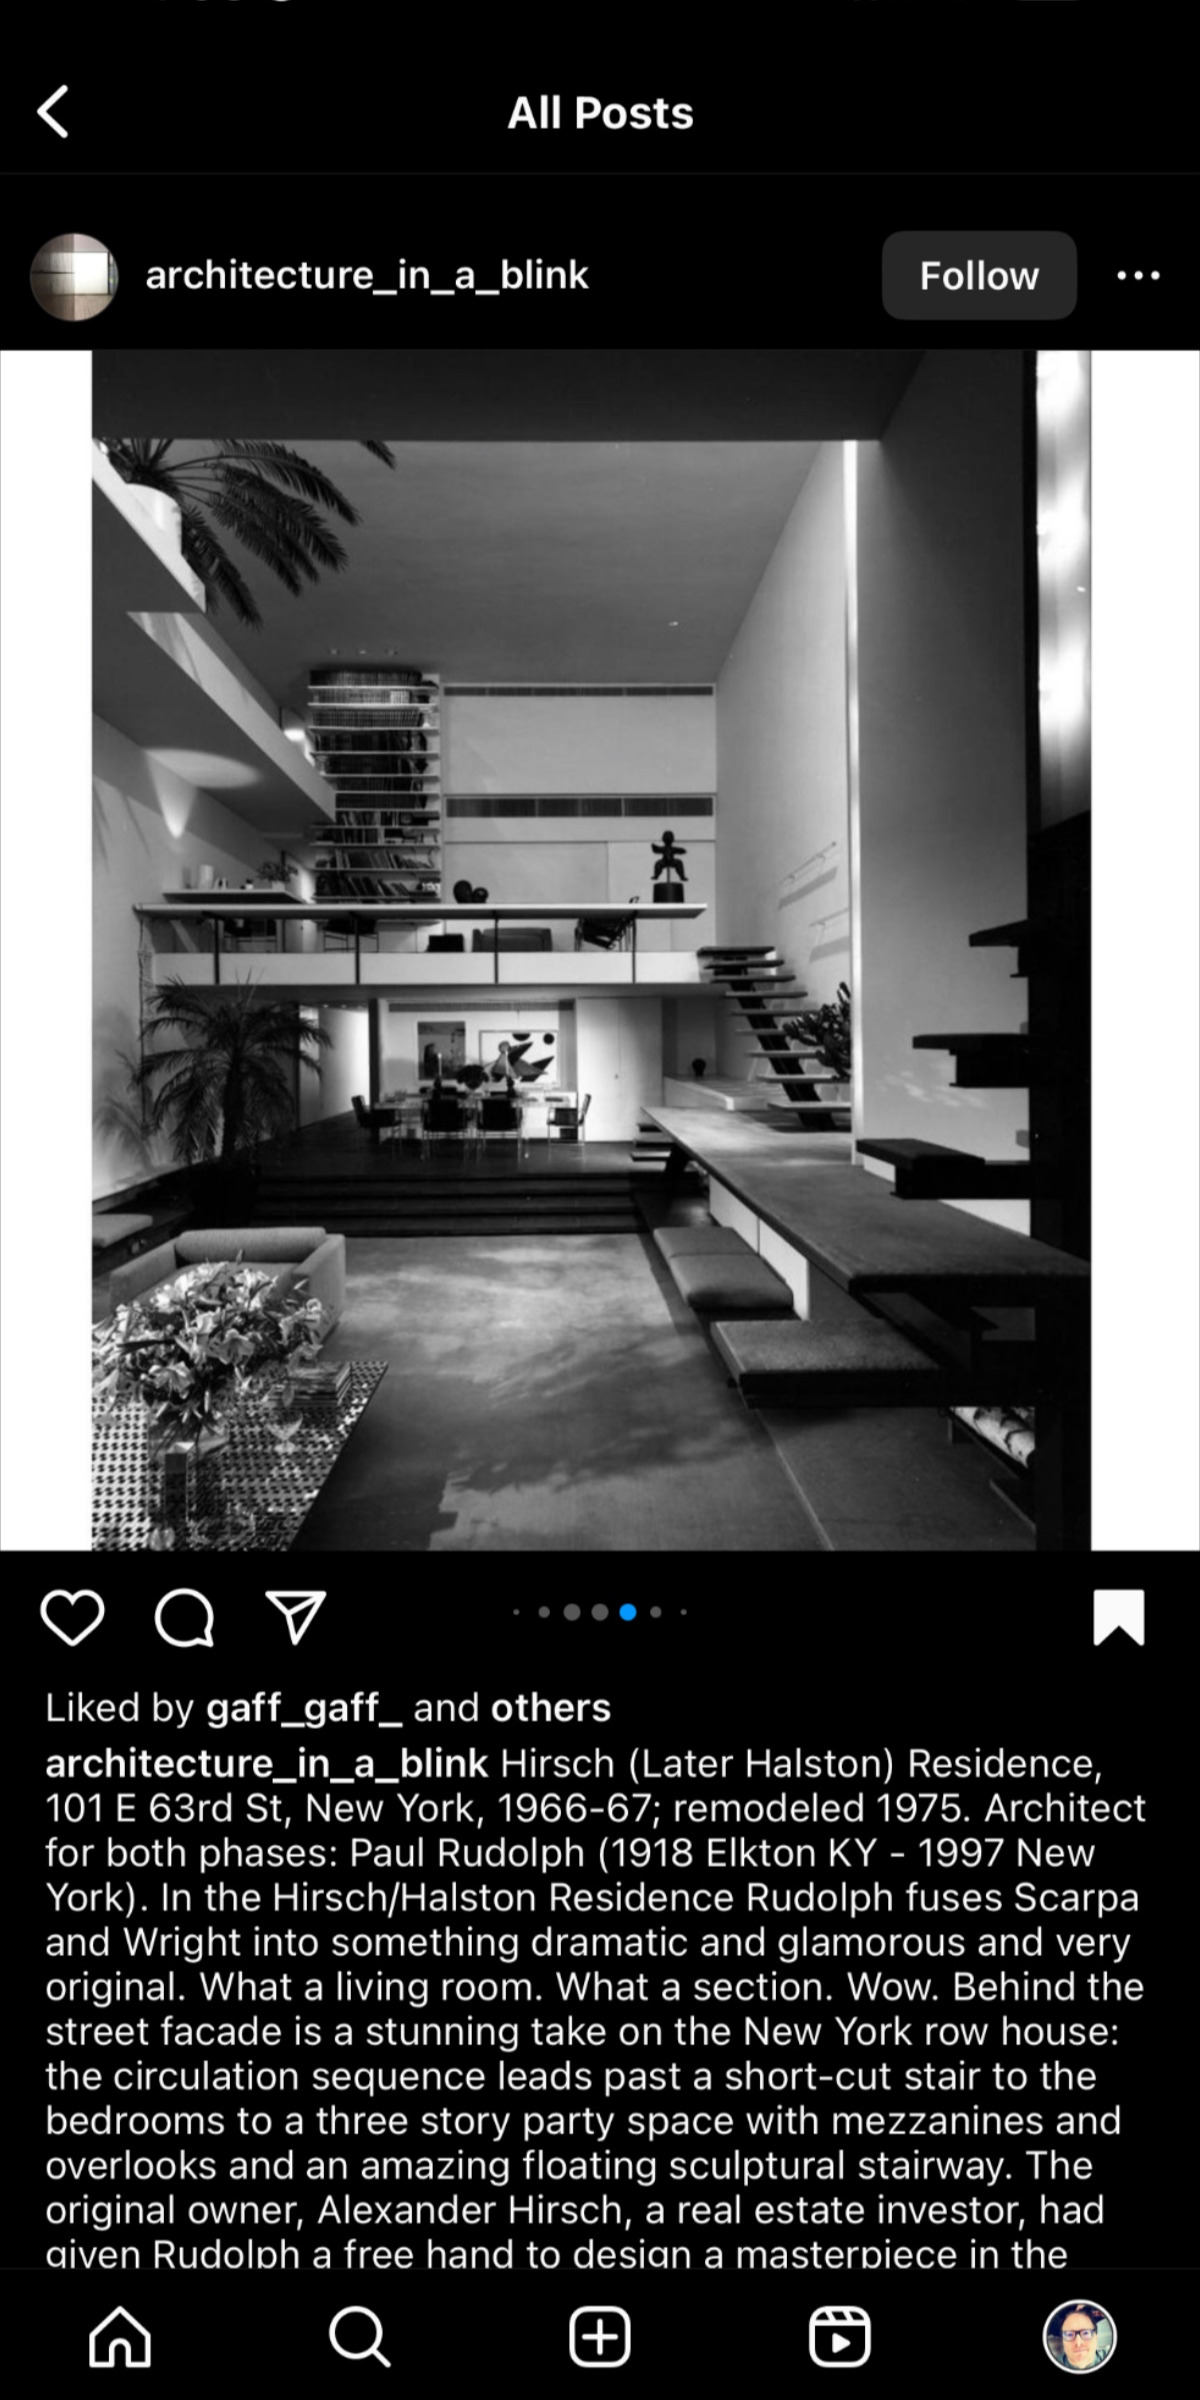 All Posts
architecture_in_a_blink
Follow
Liked by gaff_gaff_ and others
architecture_in_a_blink Hirsch (Later Halston) Residence,
101 E 63rd St, New York, 1966-67; remodeled 1975. Architect
for both phases: Paul Rudolph (1918 Elkton KY - 1997 New
York). In the Hirsch/Halston Residence Rudolph fuses Scarpa
and Wright into something dramatic and glamorous and very
original. What a living room. What a section. Wow. Behind the
street facade is a stunning take on the New York row house:
the circulation sequence leads past a short-cut stair to the
bedrooms to a three story party space with mezzanines and
overlooks and an amazing floating sculptural stairway. The
original owner, Alexander Hirsch, a real estate investor, had
given Rudolph a free hand to design a masterpiece in the